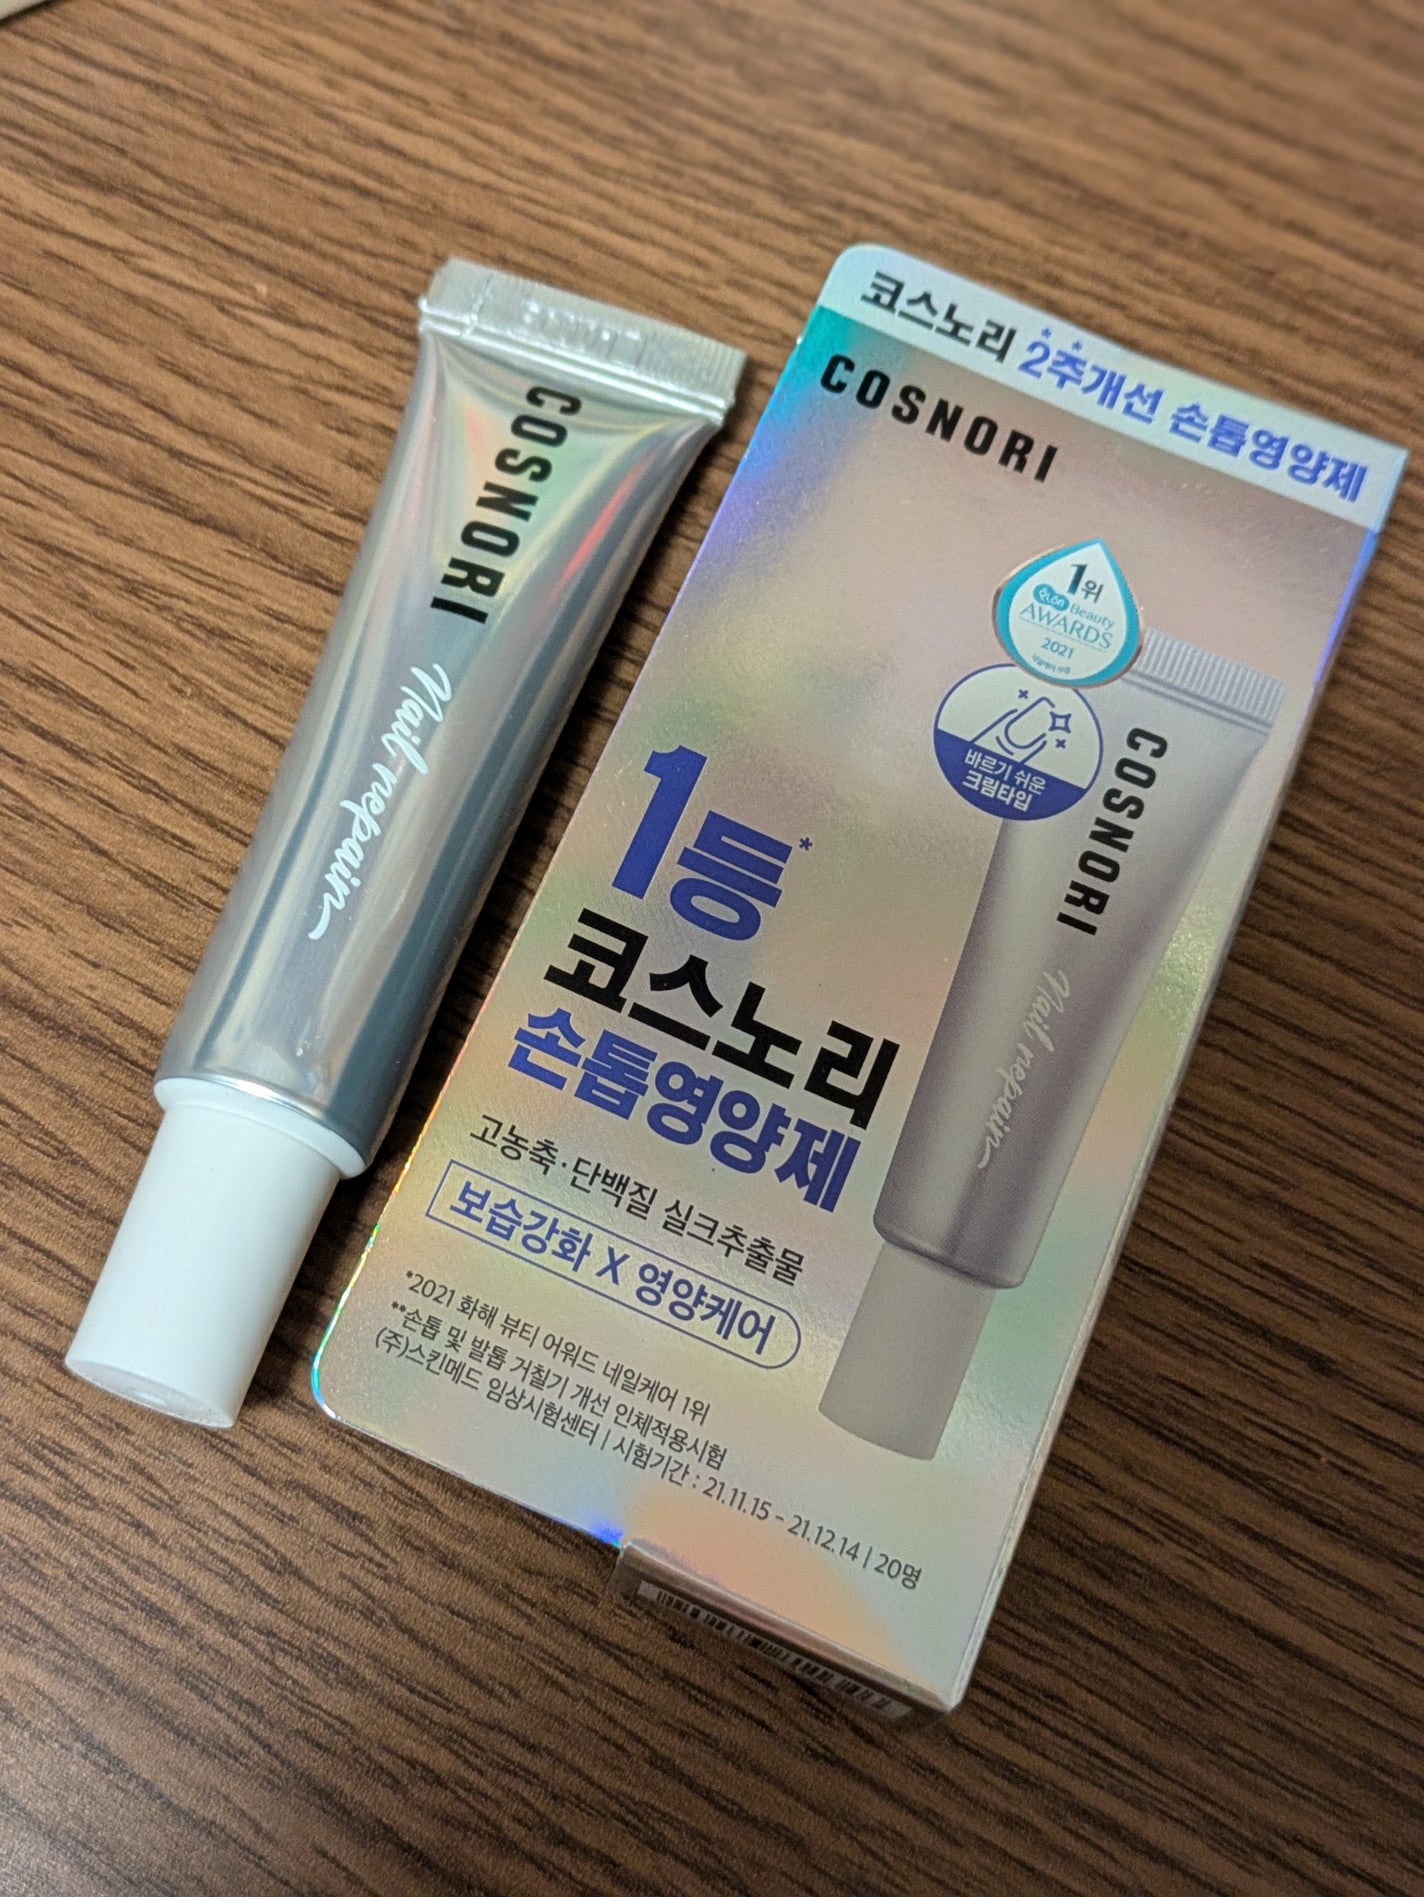 COSNORI
Nail repair
코스노리 2주개선 손톱영양제
COSNORI
1위
Beauty
AWARDS
2021
바르기 쉬운
크림타입
COSNORI
Nail repair
1등*
코스노리
손톱영양제
고농축·단백질 실크추출물
보습강화 X 영양케어
*2021 화해 뷰티 어워드 네일케어 1위
**손톱 및 발톱 거칠기 개선 인체적용시험
(주)스킨메드 임상시험센터 | 시험기간 : 21.11.15 - 21.12.14 | 20명